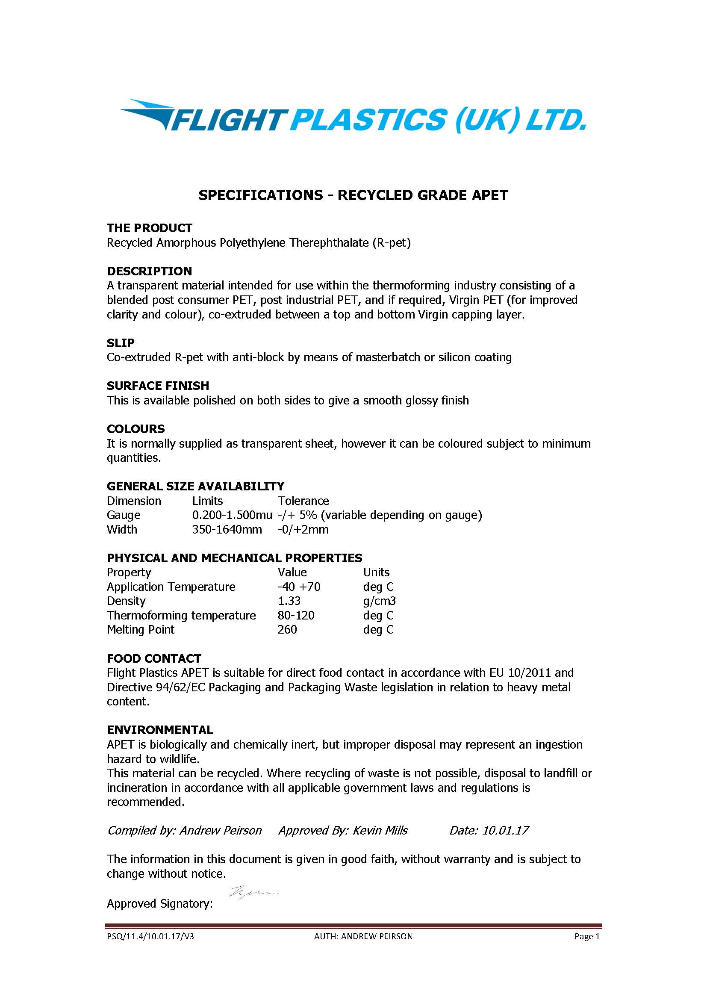 FLIGHT PLASTICS (UK) LTD.
SPECIFICATIONS - RECYCLED GRADE APET
THE PRODUCT
Recycled Amorphous Polyethylene Therephthalate (R-pet)
DESCRIPTION
A transparent material intended for use within the thermoforming industry consisting of a
blended post consumer PET, post industrial PET, and if required, Virgin PET (for improved
clarity and colour), co-extruded between a top and bottom Virgin capping layer.
SLIP
Co-extruded R-pet with anti-block by means of masterbatch or silicon coating
SURFACE FINISH
This is available polished on both sides to give a smooth glossy finish
COLOURS
It is normally supplied as transparent sheet, however it can be coloured subject to minimum
quantities.
GENERAL SIZE AVAILABILITY
Dimension Limits Tolerance
Gauge 0.200-1.500mu -/+ 5% (variable depending on gauge)
Width 350-1640mm -0/+2mm
PHYSICAL AND MECHANICAL PROPERTIES
Property Value Units
Application Temperature -40 +70 deg C
Density 1.33 g/cm3
Thermoforming temperature 80-120 deg C
Melting Point 260 deg C
FOOD CONTACT
Flight Plastics APET is suitable for direct food contact in accordance with EU 10/2011 and
Directive 94/62/EC Packaging and Packaging Waste legislation in relation to heavy metal
content.
ENVIRONMENTAL
APET is biologically and chemically inert, but improper disposal may represent an ingestion
hazard to wildlife.
This material can be recycled. Where recycling of waste is not possible, disposal to landfill or
incineration in accordance with all applicable government laws and regulations is
recommended.
Compiled by: Andrew Peirson Approved By: Kevin Mills Date: 10.01.17
The information in this document is given in good faith, without warranty and is subject to
change without notice.
Approved Signatory:
PSQ/11.4/10.01.17/V3 AUTH: ANDREW PEIRSON Page 1